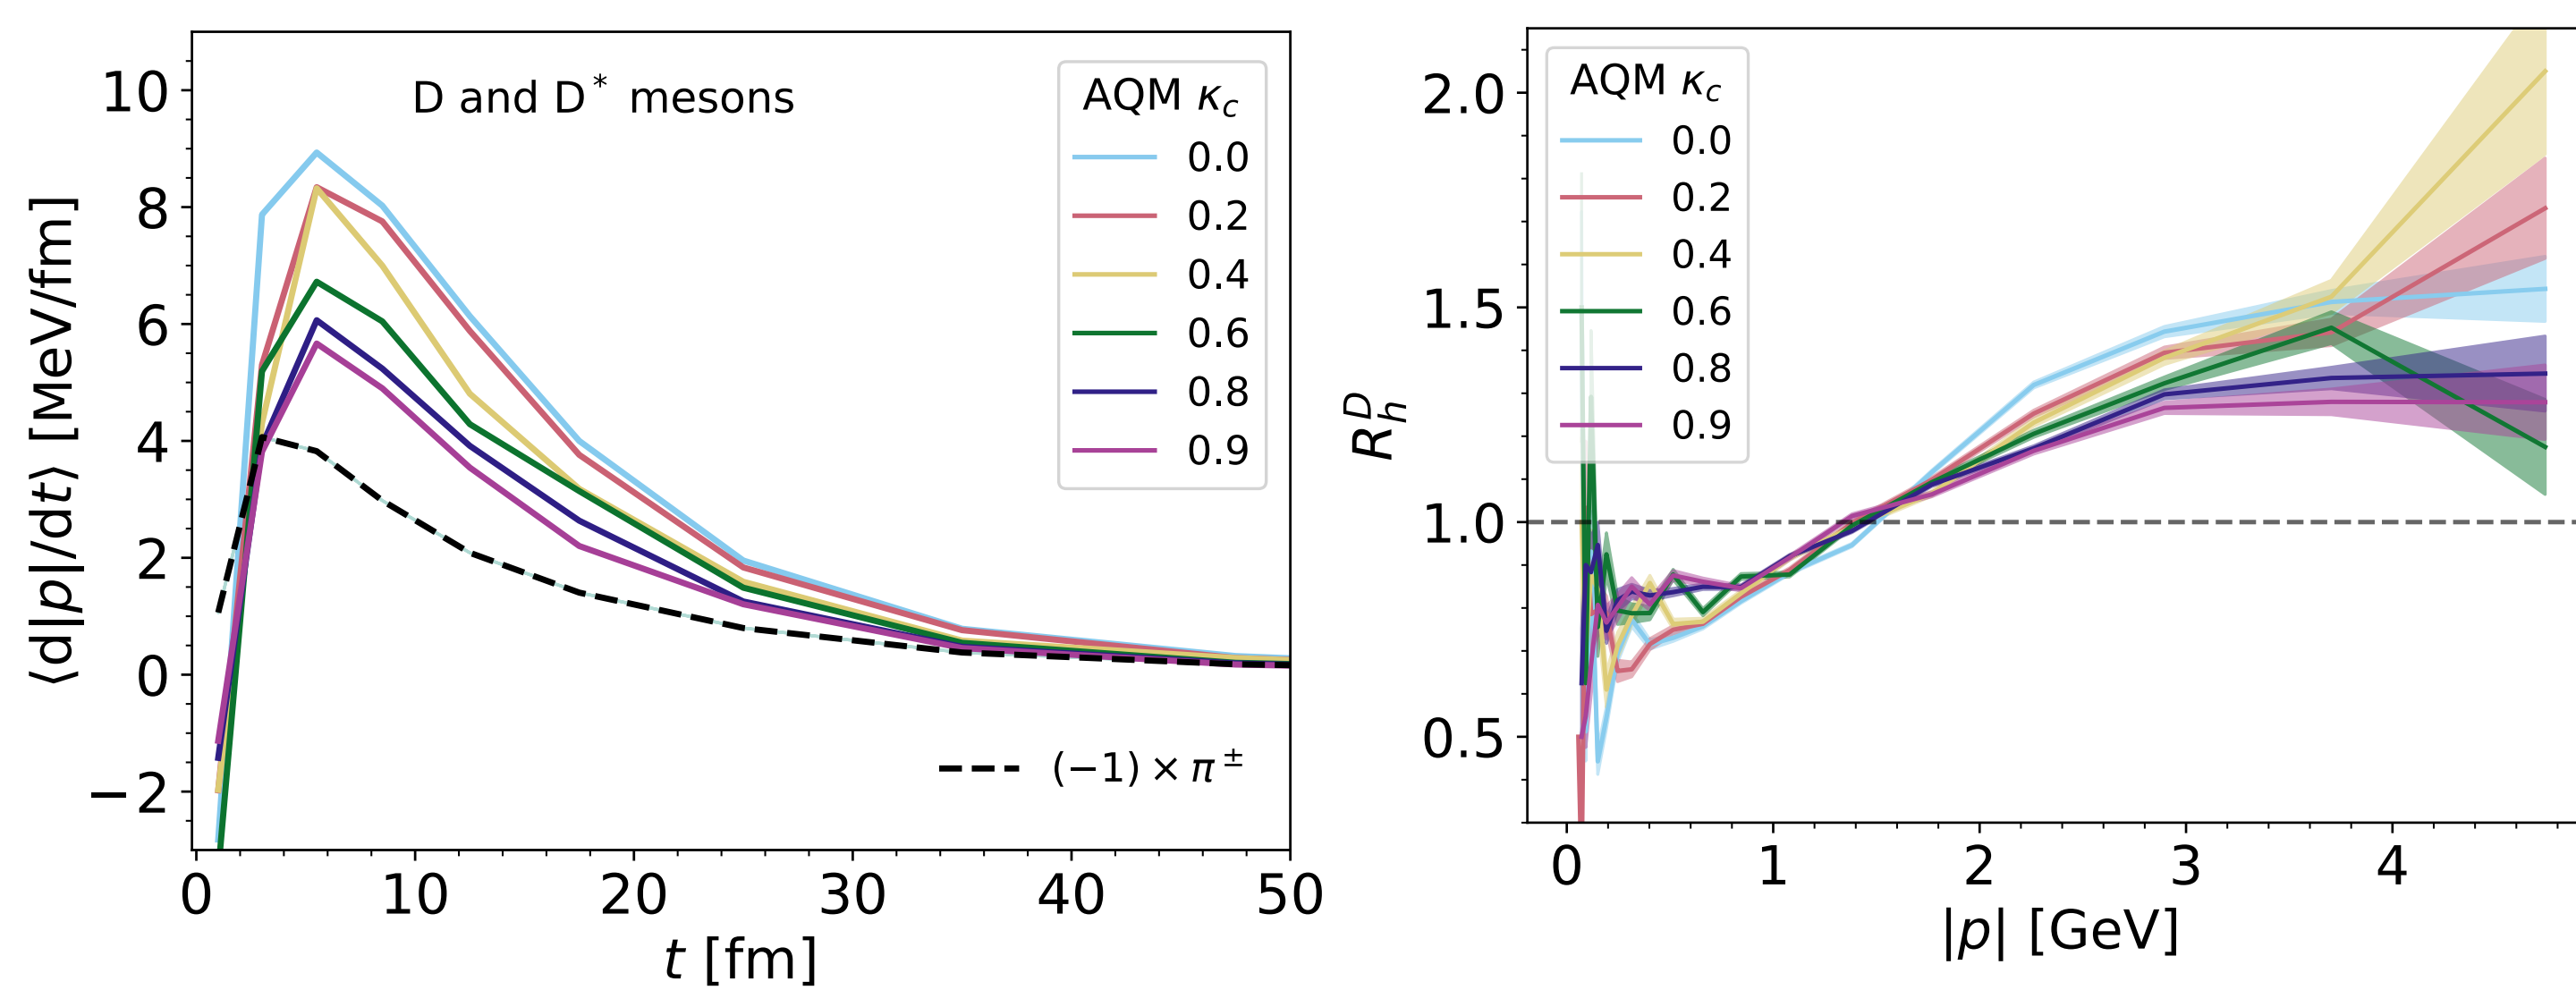 D and D* mesons
AQM κc
0.0
0.2
0.4
0.6
0.8
0.9
(−1) × π±
10
8
6
4
2
0
−2
⟨d|p|/dt⟩ [MeV/fm]
0 10 20 30 40 50
t [fm]
AQM κc
0.0
0.2
0.4
0.6
0.8
0.9
2.0
1.5
1.0
0.5
R_h^D
0 1 2 3 4
|p| [GeV]